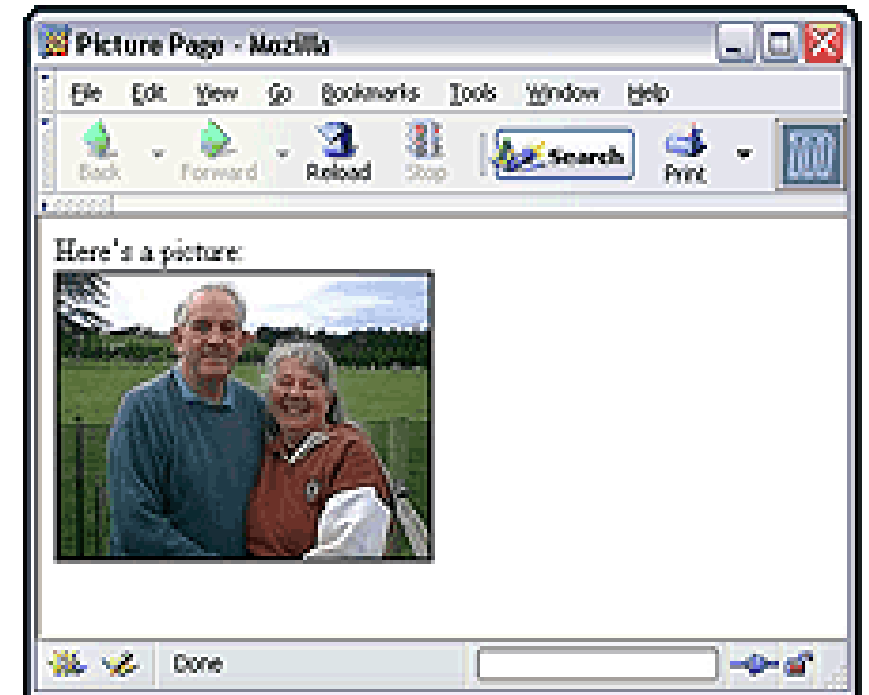 Picture Page - Mozilla
File Edit View Go Bookmarks Tools Window Help
Back Forward Reload Stop Search Print
Here's a picture:
Done